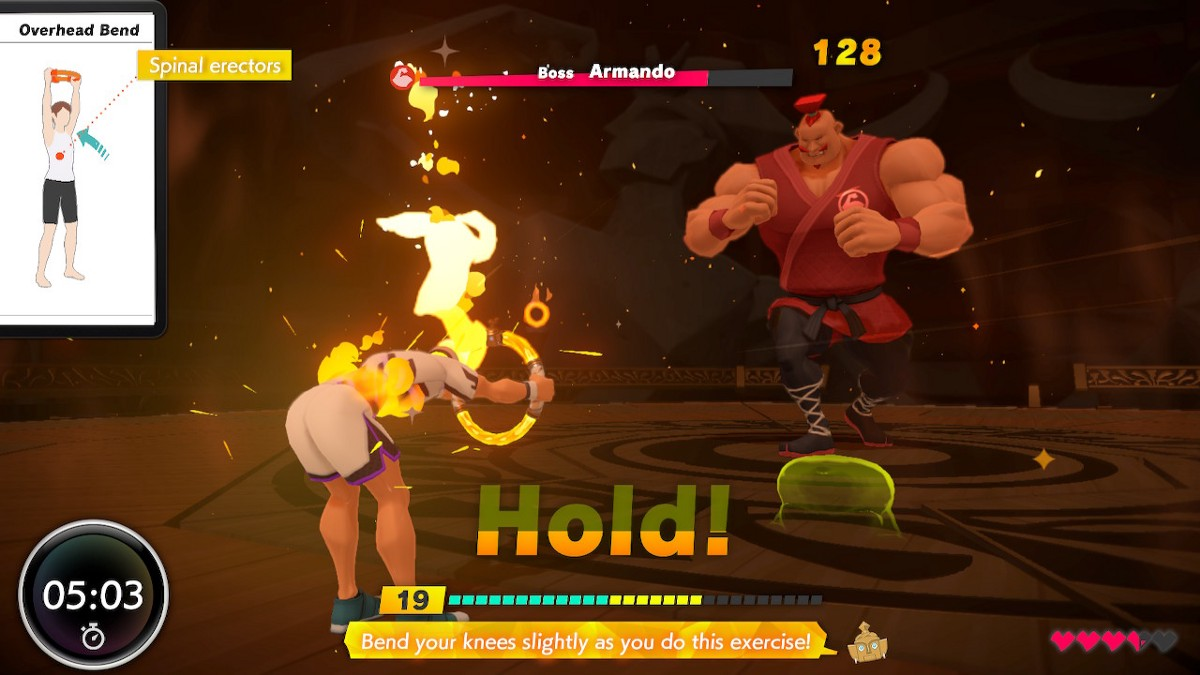 Overhead Bend
Spinal erectors
Boss Armando
128
Hold!
05:03
19
Bend your knees slightly as you do this exercise!